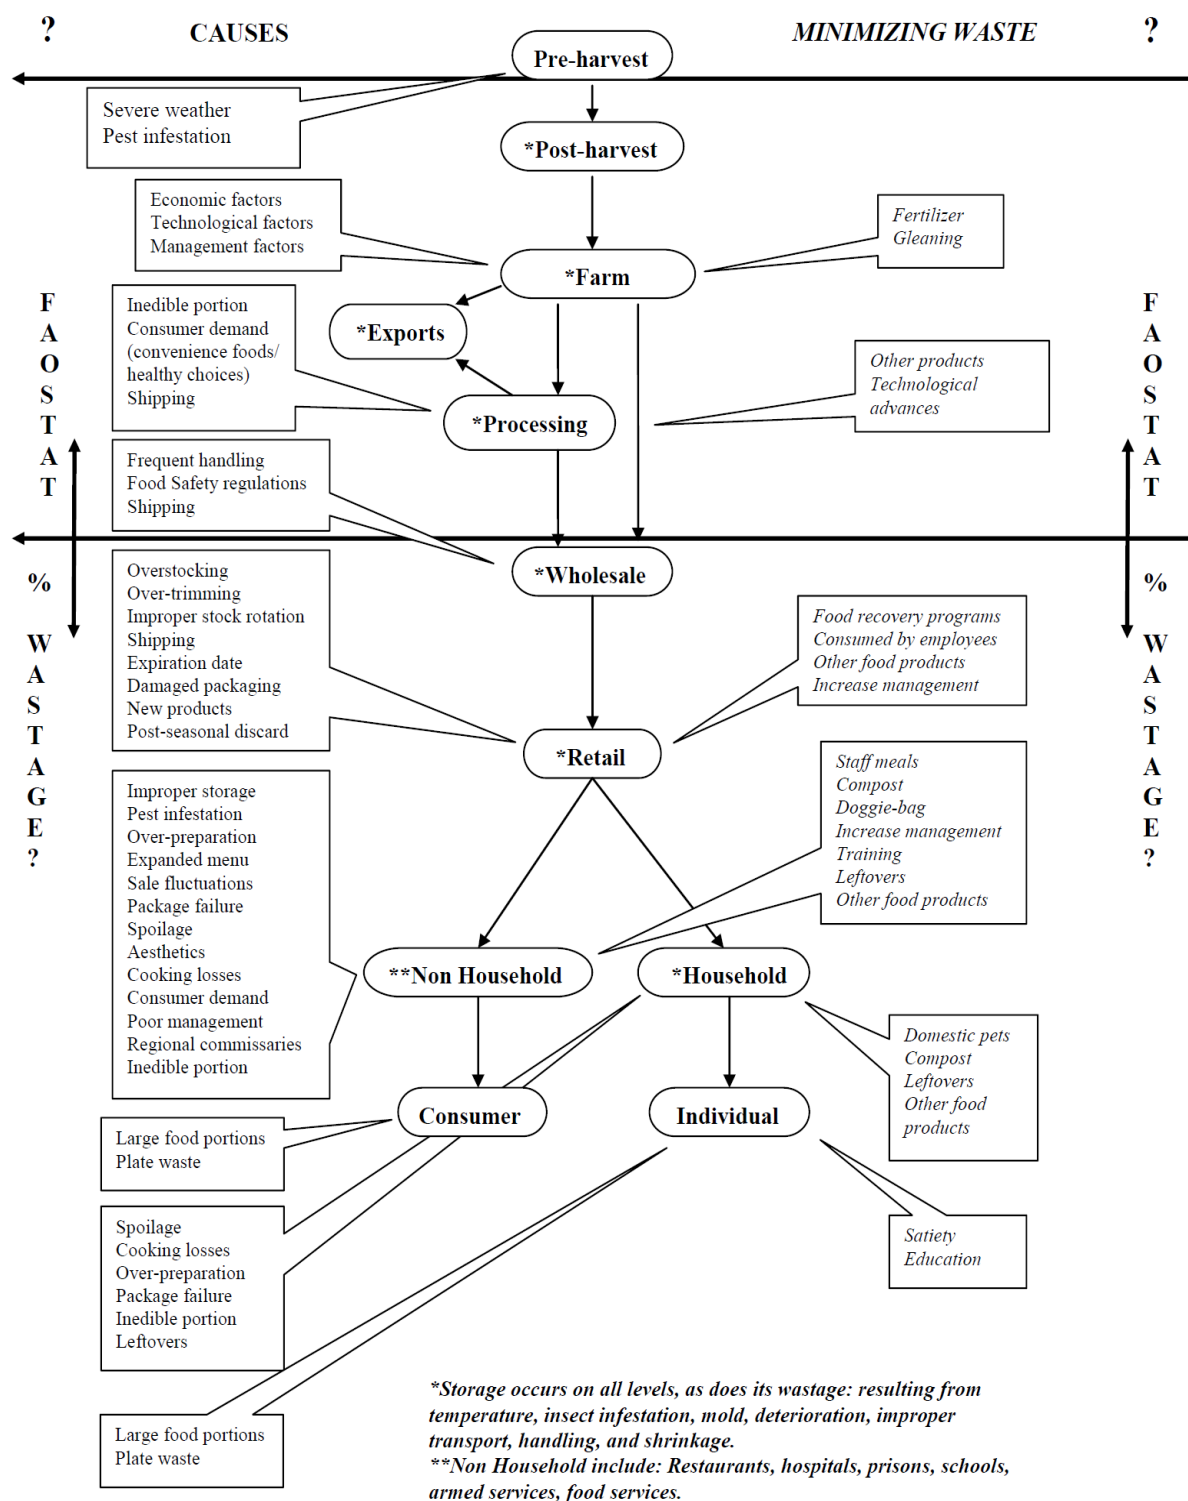 ?
CAUSES
MINIMIZING WASTE
?
Pre-harvest
Severe weather
Pest infestation
*Post-harvest
Economic factors
Technological factors
Management factors
Fertilizer
Gleaning
*Farm
FAOSTAT
FAOSTAT
Inedible portion
Consumer demand
(convenience foods/
healthy choices)
Shipping
*Exports
Other products
Technological
advances
*Processing
Frequent handling
Food Safety regulations
Shipping
*Wholesale
% WASTAGE?
% WASTAGE?
Overstocking
Over-trimming
Improper stock rotation
Shipping
Expiration date
Damaged packaging
New products
Post-seasonal discard
Food recovery programs
Consumed by employees
Other food products
Increase management
*Retail
Improper storage
Pest infestation
Over-preparation
Expanded menu
Sale fluctuations
Package failure
Spoilage
Aesthetics
Cooking losses
Consumer demand
Poor management
Regional commissaries
Inedible portion
Staff meals
Compost
Doggie-bag
Increase management
Training
Leftovers
Other food products
**Non Household
*Household
Domestic pets
Compost
Leftovers
Other food
products
Consumer
Individual
Large food portions
Plate waste
Spoilage
Cooking losses
Over-preparation
Package failure
Inedible portion
Leftovers
Satiety
Education
Large food portions
Plate waste
*Storage occurs on all levels, as does its wastage: resulting from
temperature, insect infestation, mold, deterioration, improper
transport, handling, and shrinkage.
**Non Household include: Restaurants, hospitals, prisons, schools,
armed services, food services.